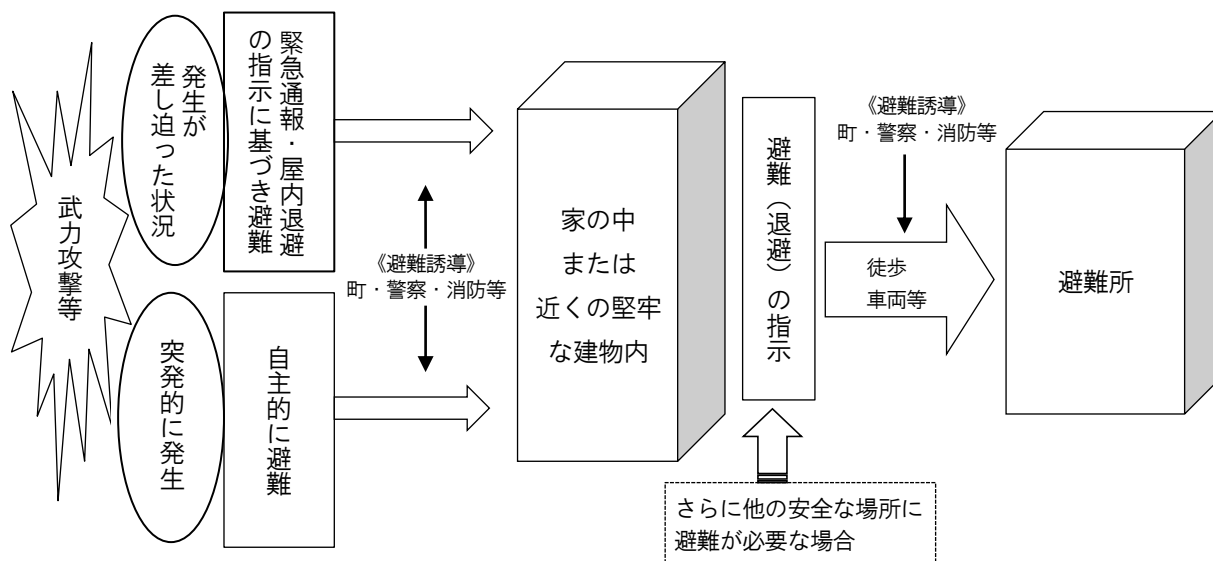 武力攻撃等
発生が
差し迫った状況
緊急通報・屋内退避
の指示に基づき避難
突発的に発生
自主的に避難
《避難誘導》
町・警察・消防等
家の中
または
近くの堅牢
な建物内
避難（退避）の指示
さらに他の安全な場所に
避難が必要な場合
《避難誘導》
町・警察・消防等
徒歩
車両等
避難所